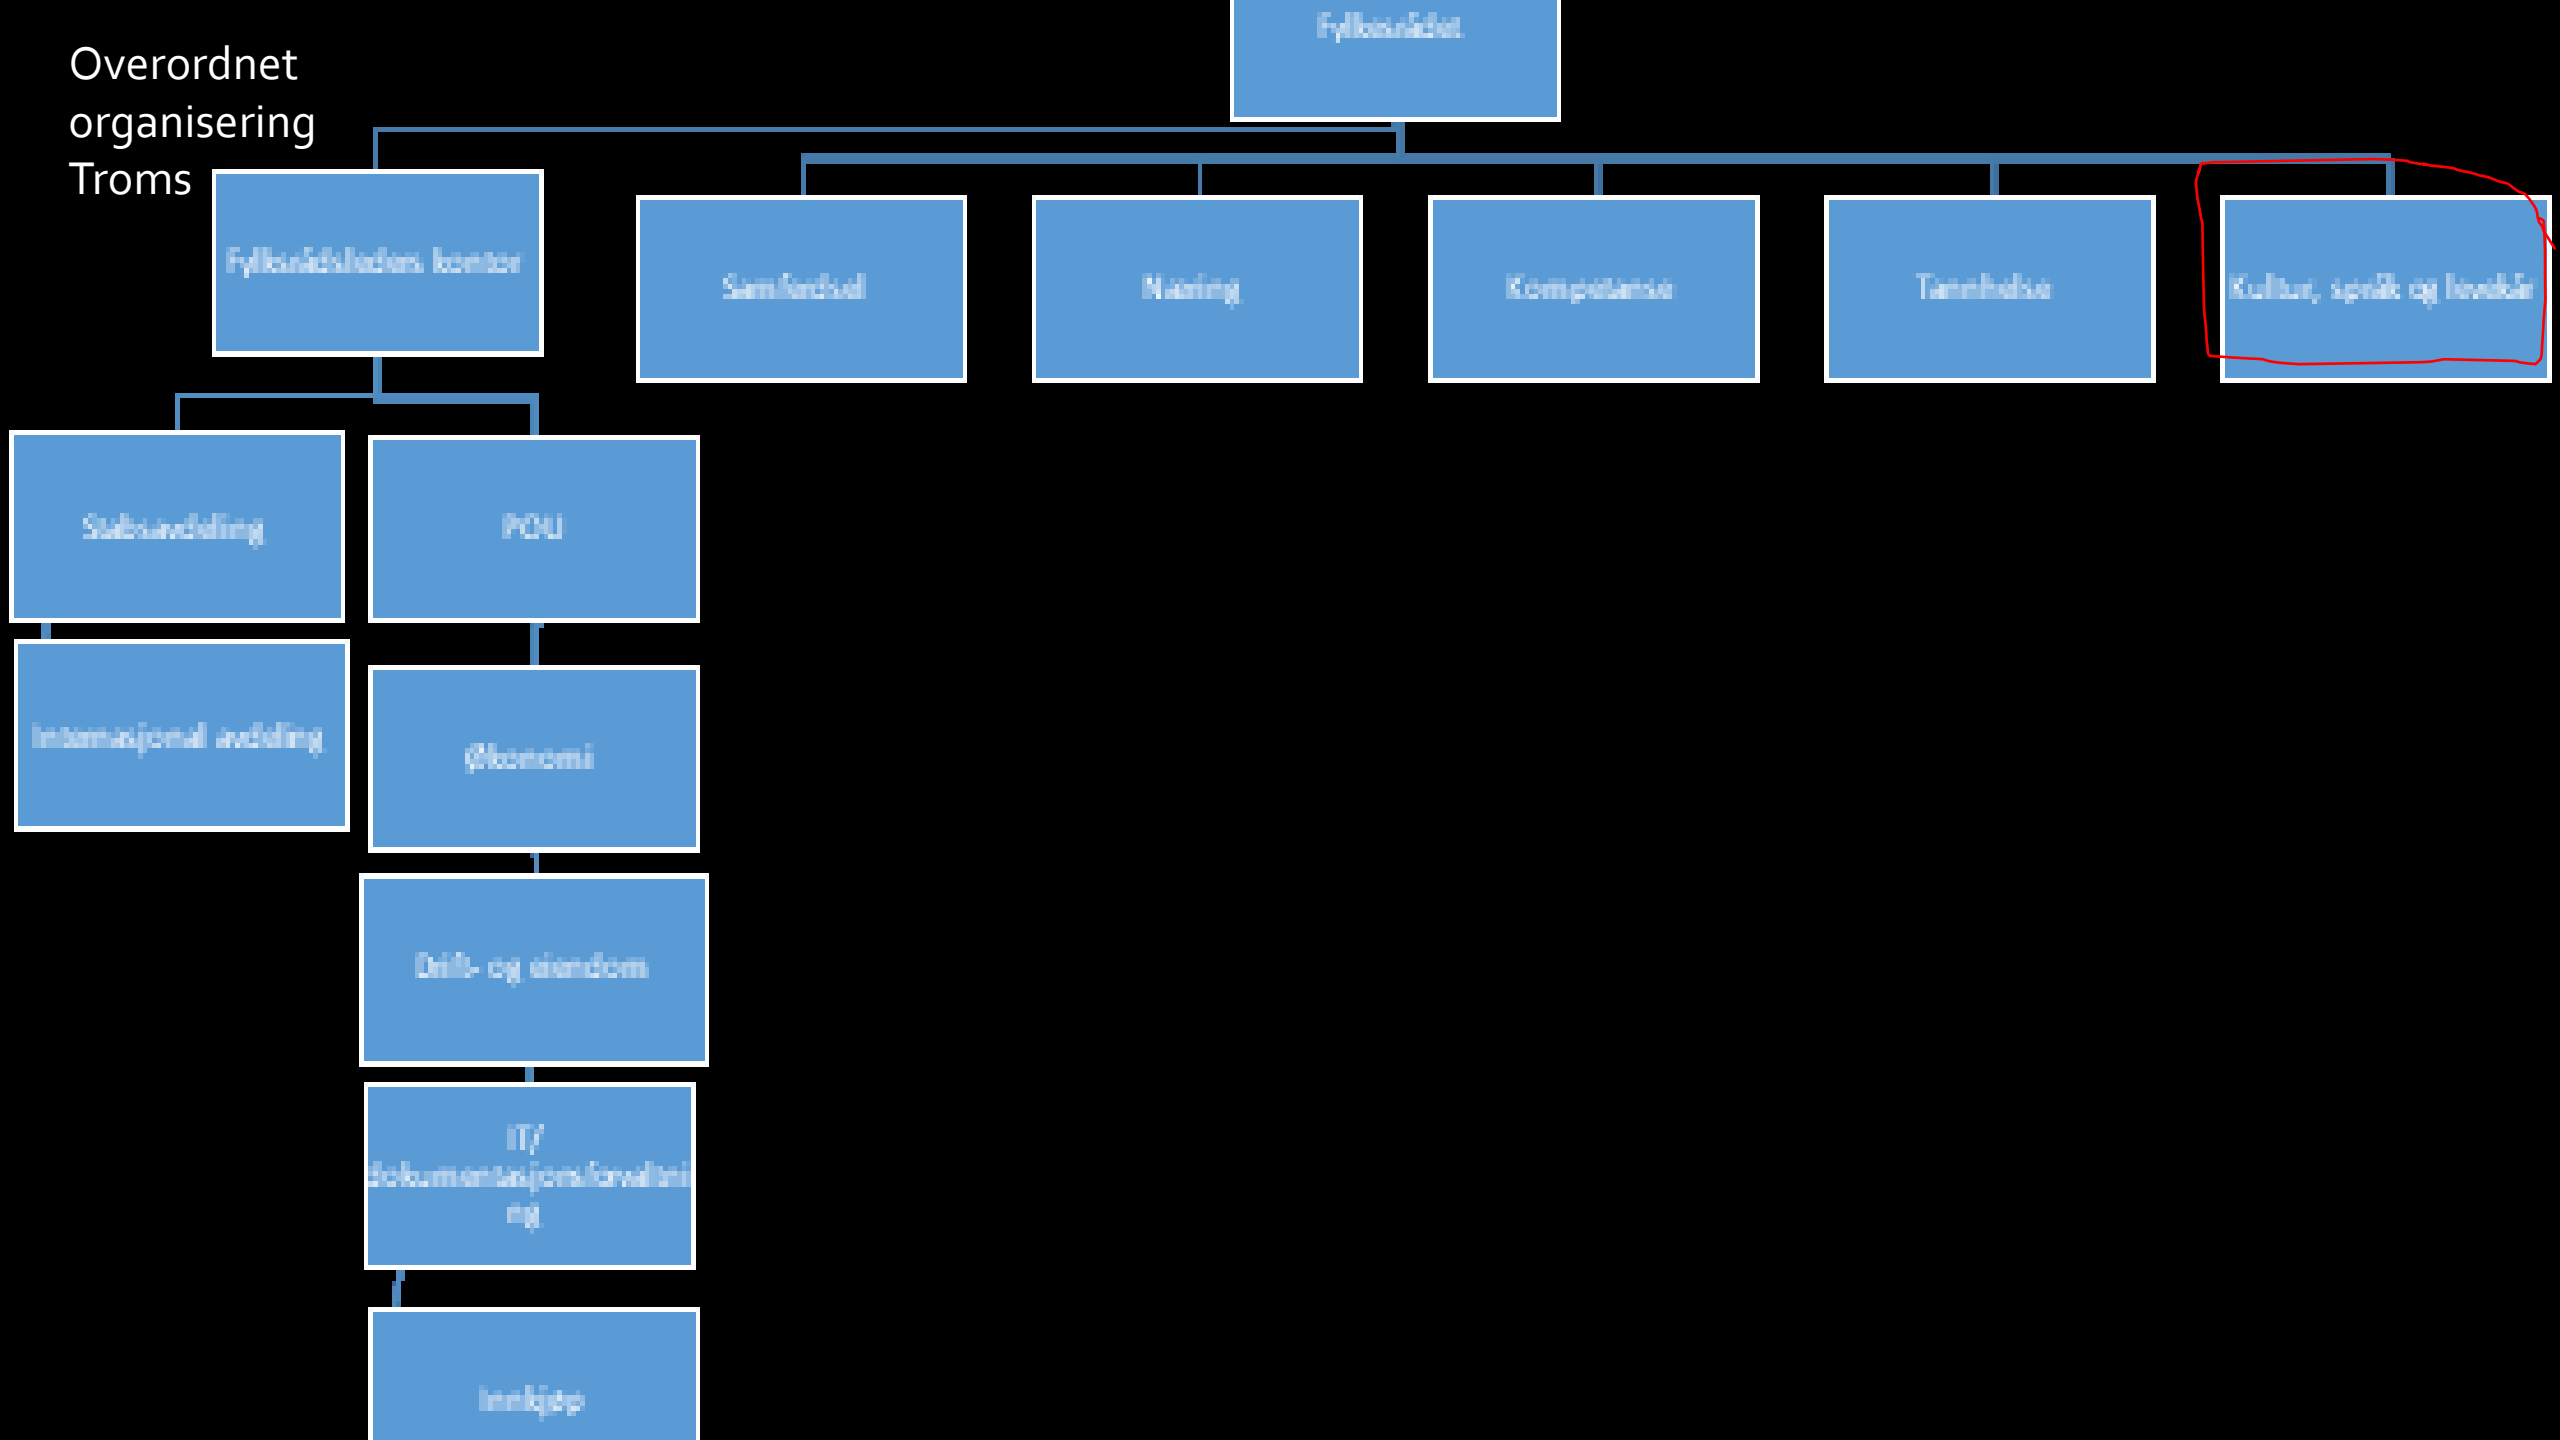 Fylkesrådet
Overordnet
organisering
Troms
Fylksrådsleders kontor
Samferdsel
Næring
Kompetanse
Tannhelse
Kultur, språk og levekår
Stabsavdeling
POU
Internasjonal avdeling
Økonomi
Drift- og eiendom
IT/
dokumentasjonsforvaltni
ng
Innkjøp